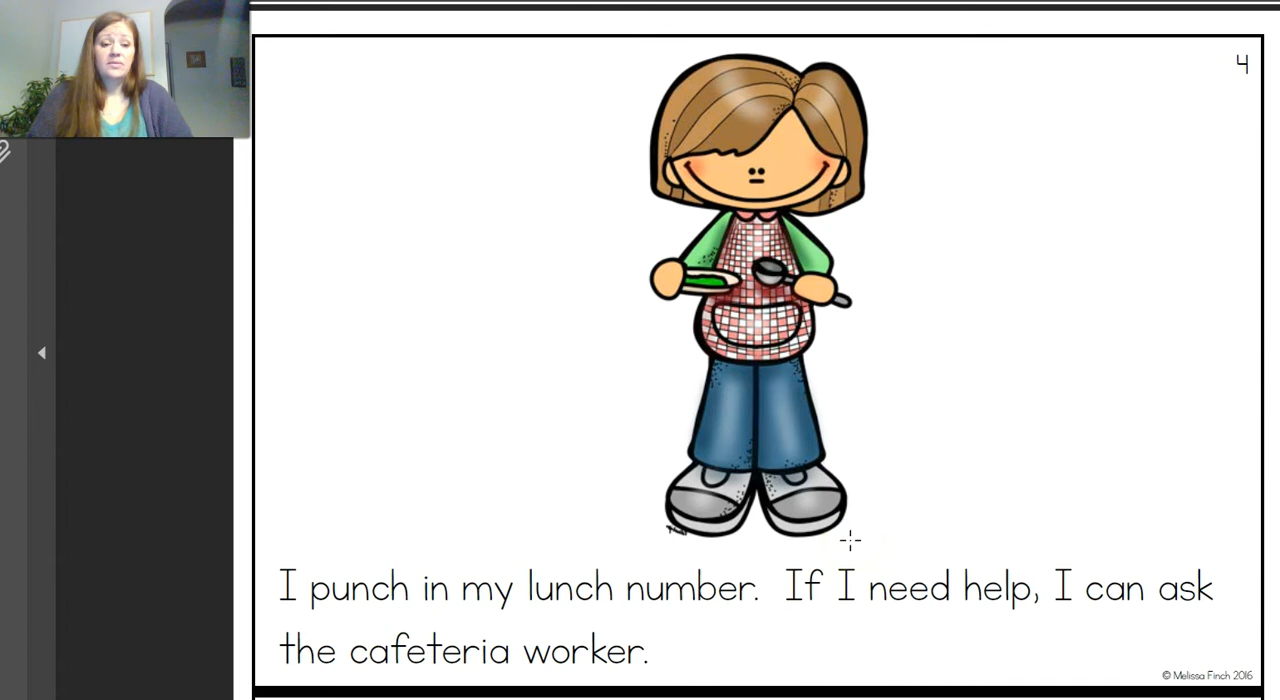 4
I punch in my lunch number. If I need help, I can ask
the cafeteria worker.
© Melissa Finch 2016